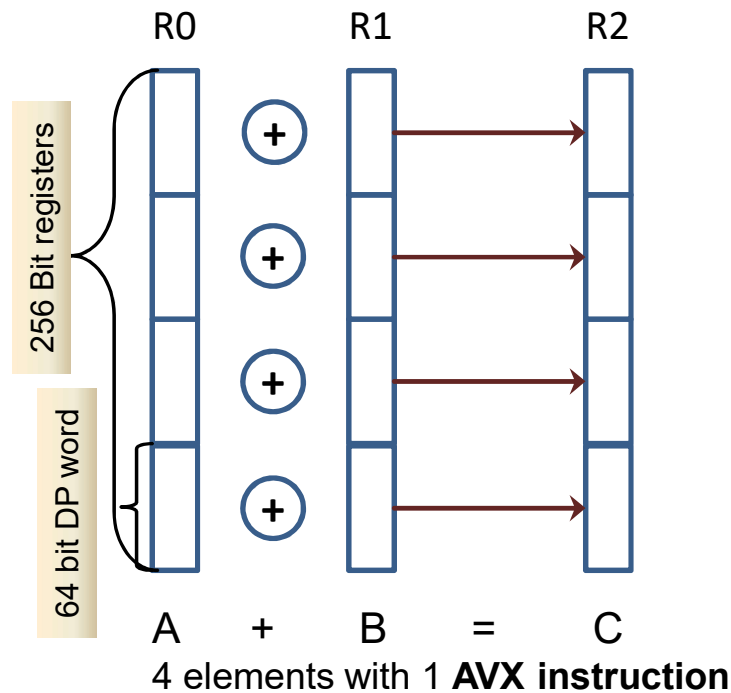 R0 R1 R2
256 Bit registers
+
+
+
64 bit DP word
+
A + B = C
4 elements with 1 AVX instruction